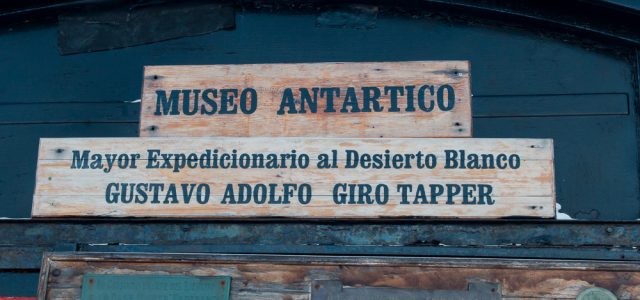 MUSEO ANTARTICO
Mayor Expedicionario al Desierto Blanco
GUSTAVO ADOLFO GIRO TAPPER